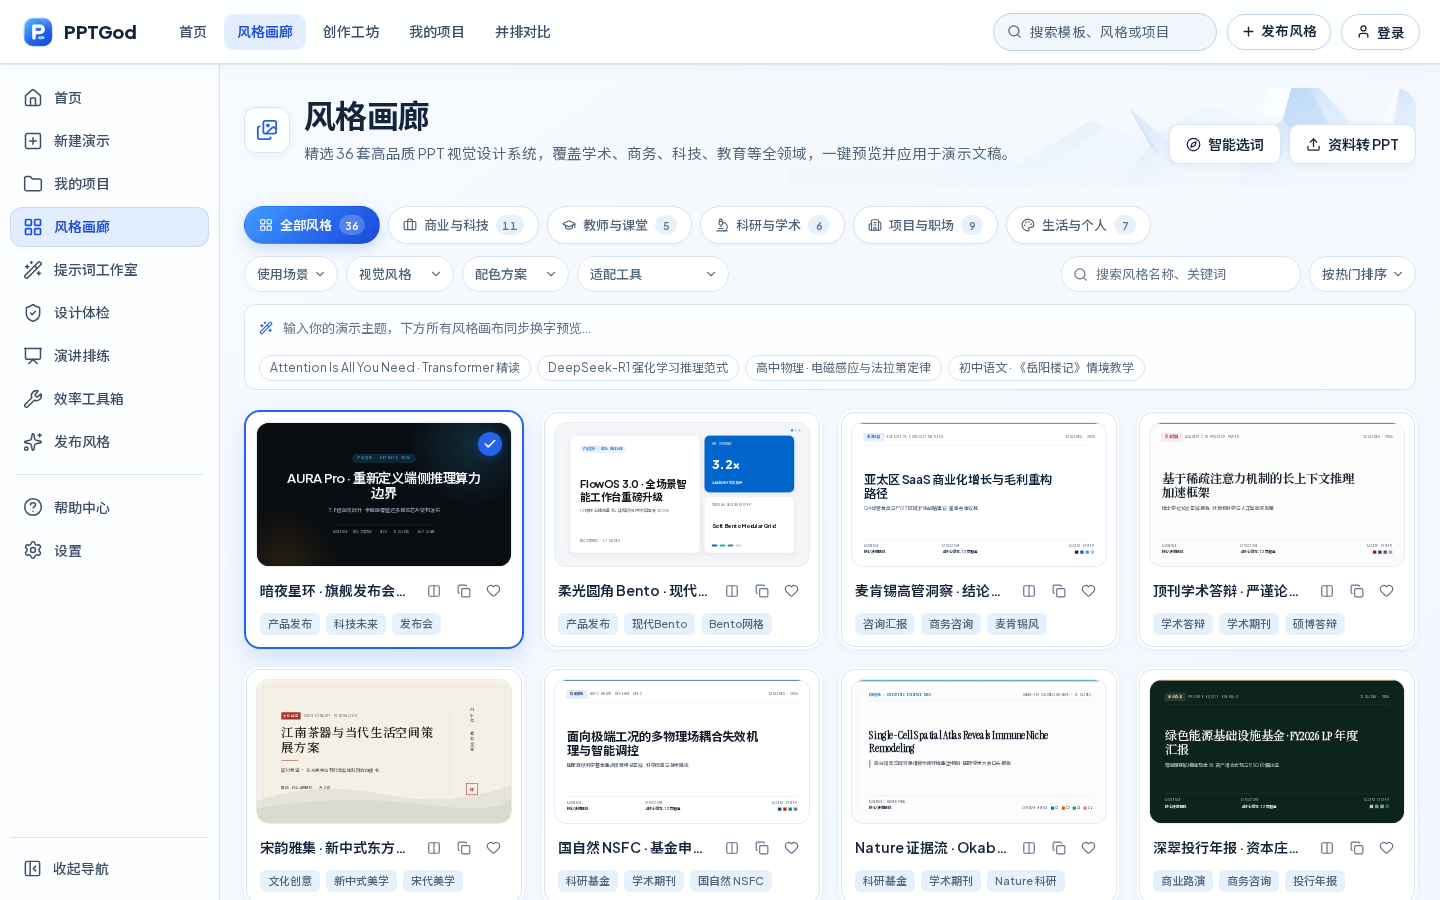 PPTGod
首页
风格画廊
创作工坊
我的项目
并排对比
搜索模板、风格或项目
发布风格
登录
首页
新建演示
我的项目
风格画廊
提示词工作室
设计体检
演讲排练
效率工具箱
发布风格
帮助中心
设置
收起导航
风格画廊
精选 36 套高品质 PPT 视觉设计系统，覆盖学术、商务、科技、教育等全领域，一键预览并应用于演示文稿。
智能选词
资料转 PPT
全部风格 36
商业与科技 11
教师与课堂 5
科研与学术 6
项目与职场 9
生活与个人 7
使用场景
视觉风格
配色方案
适配工具
搜索风格名称、关键词
按热门排序
输入你的演示主题，下方所有风格画布同步换字预览...
Attention Is All You Need · Transformer 精读
DeepSeek-R1 强化学习推理范式
高中物理 · 电磁感应与法拉第定律
初中语文 · 《岳阳楼记》情境教学
AURA Pro · 重新定义端侧推理算力
边界
暗夜星环 · 旗舰发布会...
产品发布
科技未来
发布会
FlowOS 3.0 · 全场景智
能工作台重磅升级
3.2x
Soft Bento Modular Grid
柔光圆角 Bento · 现代...
产品发布
现代Bento
Bento网格
亚太区 SaaS 商业化增长与毛利重构
路径
麦肯锡高管洞察 · 结论...
咨询汇报
商务咨询
麦肯锡风
基于稀疏注意力机制的长上下文推理
加速框架
顶刊学术答辩 · 严谨论...
学术答辩
学术期刊
硕博答辩
江南茶器与当代生活空间策
展方案
宋韵雅集 · 新中式东方...
文化创意
新中式美学
宋代美学
面向极端工况的多物理场耦合失效机
理与智能调控
国自然 NSFC · 基金申...
科研基金
学术期刊
国自然 NSFC
Single-Cell Spatial Atlas Reveals Immune Niche
Remodeling
Nature 证据流 · Okab...
科研基金
学术期刊
Nature 科研
绿色能源基础设施基金 · FY2026 LP 年度
汇报
深翠投行年报 · 资本庄...
商业路演
商务咨询
投行年报